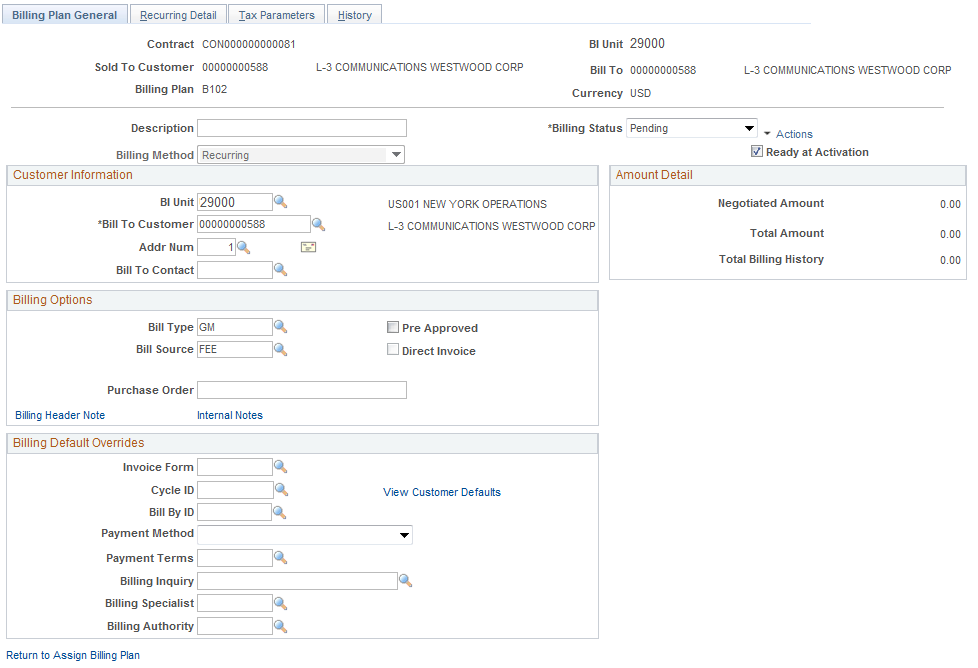 Billing Plan General Recurring Detail Tax Parameters History
Contract CON000000000081 BI Unit 29000
Sold To Customer 00000000588 L-3 COMMUNICATIONS WESTWOOD CORP Bill To 00000000588 L-3 COMMUNICATIONS WESTWOOD CORP
Billing Plan B102 Currency USD
Description *Billing Status Pending Actions
Billing Method Recurring Ready at Activation
Customer Information Amount Detail
BI Unit 29000 US001 NEW YORK OPERATIONS Negotiated Amount 0.00
*Bill To Customer 00000000588 L-3 COMMUNICATIONS WESTWOOD CORP Total Amount 0.00
Addr Num 1 Total Billing History 0.00
Bill To Contact
Billing Options
Bill Type GM Pre Approved
Bill Source FEE Direct Invoice
Purchase Order
Billing Header Note Internal Notes
Billing Default Overrides
Invoice Form
Cycle ID View Customer Defaults
Bill By ID
Payment Method
Payment Terms
Billing Inquiry
Billing Specialist
Billing Authority
Return to Assign Billing Plan